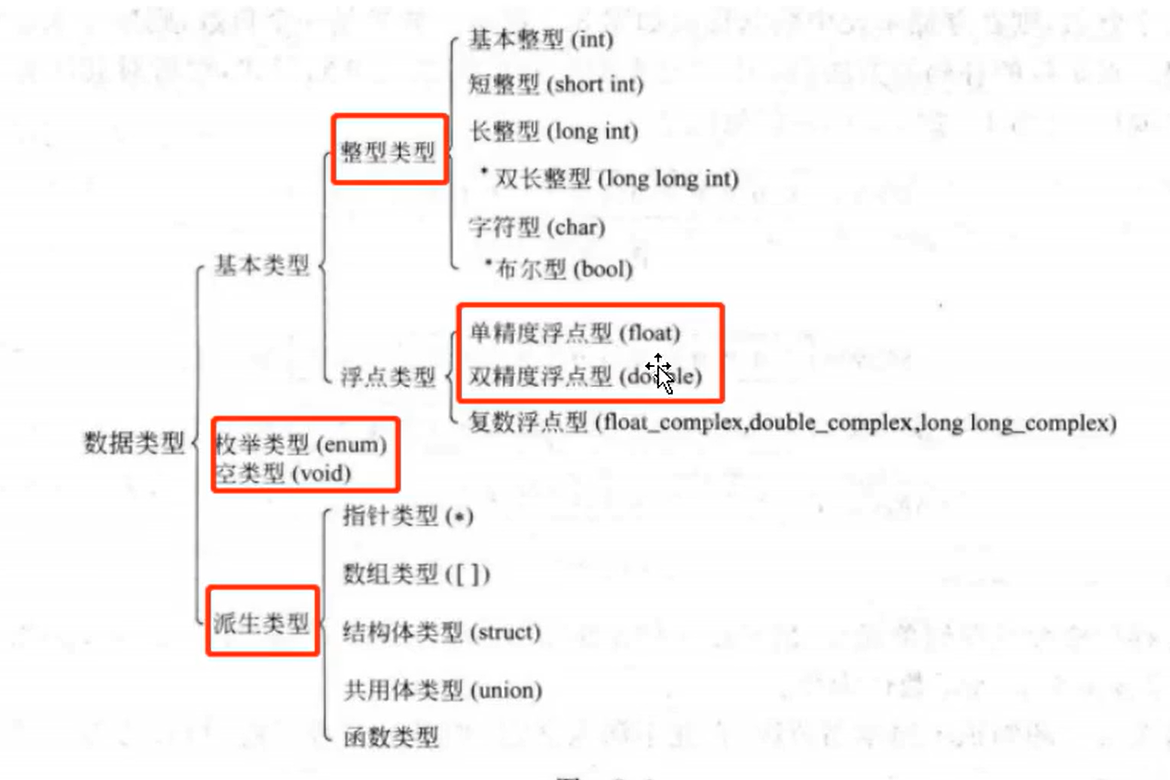 基本整型 (int)
短整型 (short int)
整型类型
长整型 (long int)
*双长整型 (long long int)
字符型 (char)
基本类型
*布尔型 (bool)
单精度浮点型 (float)
浮点类型
双精度浮点型 (double)
复数浮点型 (float_complex,double_complex,long long_complex)
数据类型
枚举类型 (enum)
空类型 (void)
指针类型 (*)
数组类型 ([ ])
派生类型
结构体类型 (struct)
共用体类型 (union)
函数类型